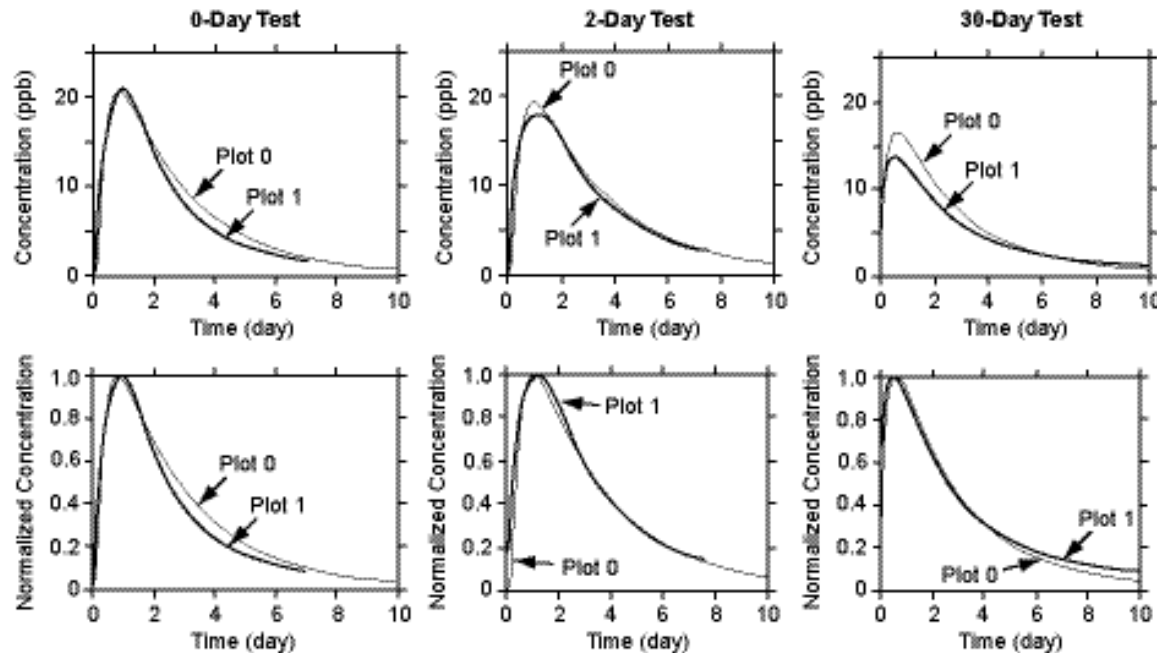 0-Day Test
2-Day Test
30-Day Test
Concentration (ppb)
20
10
0
Plot 0
Plot 1
0 2 4 6 8 10
Time (day)
Concentration (ppb)
20
10
0
Plot 0
Plot 1
0 2 4 6 8 10
Time (day)
Concentration (ppb)
20
10
0
Plot 0
Plot 1
0 2 4 6 8 10
Time (day)
Normalized Concentration
1.0
0.8
0.6
0.4
0.2
0
Plot 0
Plot 1
0 2 4 6 8 10
Time (day)
Normalized Concentration
1.0
0.8
0.6
0.4
0.2
0
Plot 1
Plot 0
0 2 4 6 8 10
Time (day)
Normalized Concentration
1.0
0.8
0.6
0.4
0.2
0
Plot 1
Plot 0
0 2 4 6 8 10
Time (day)